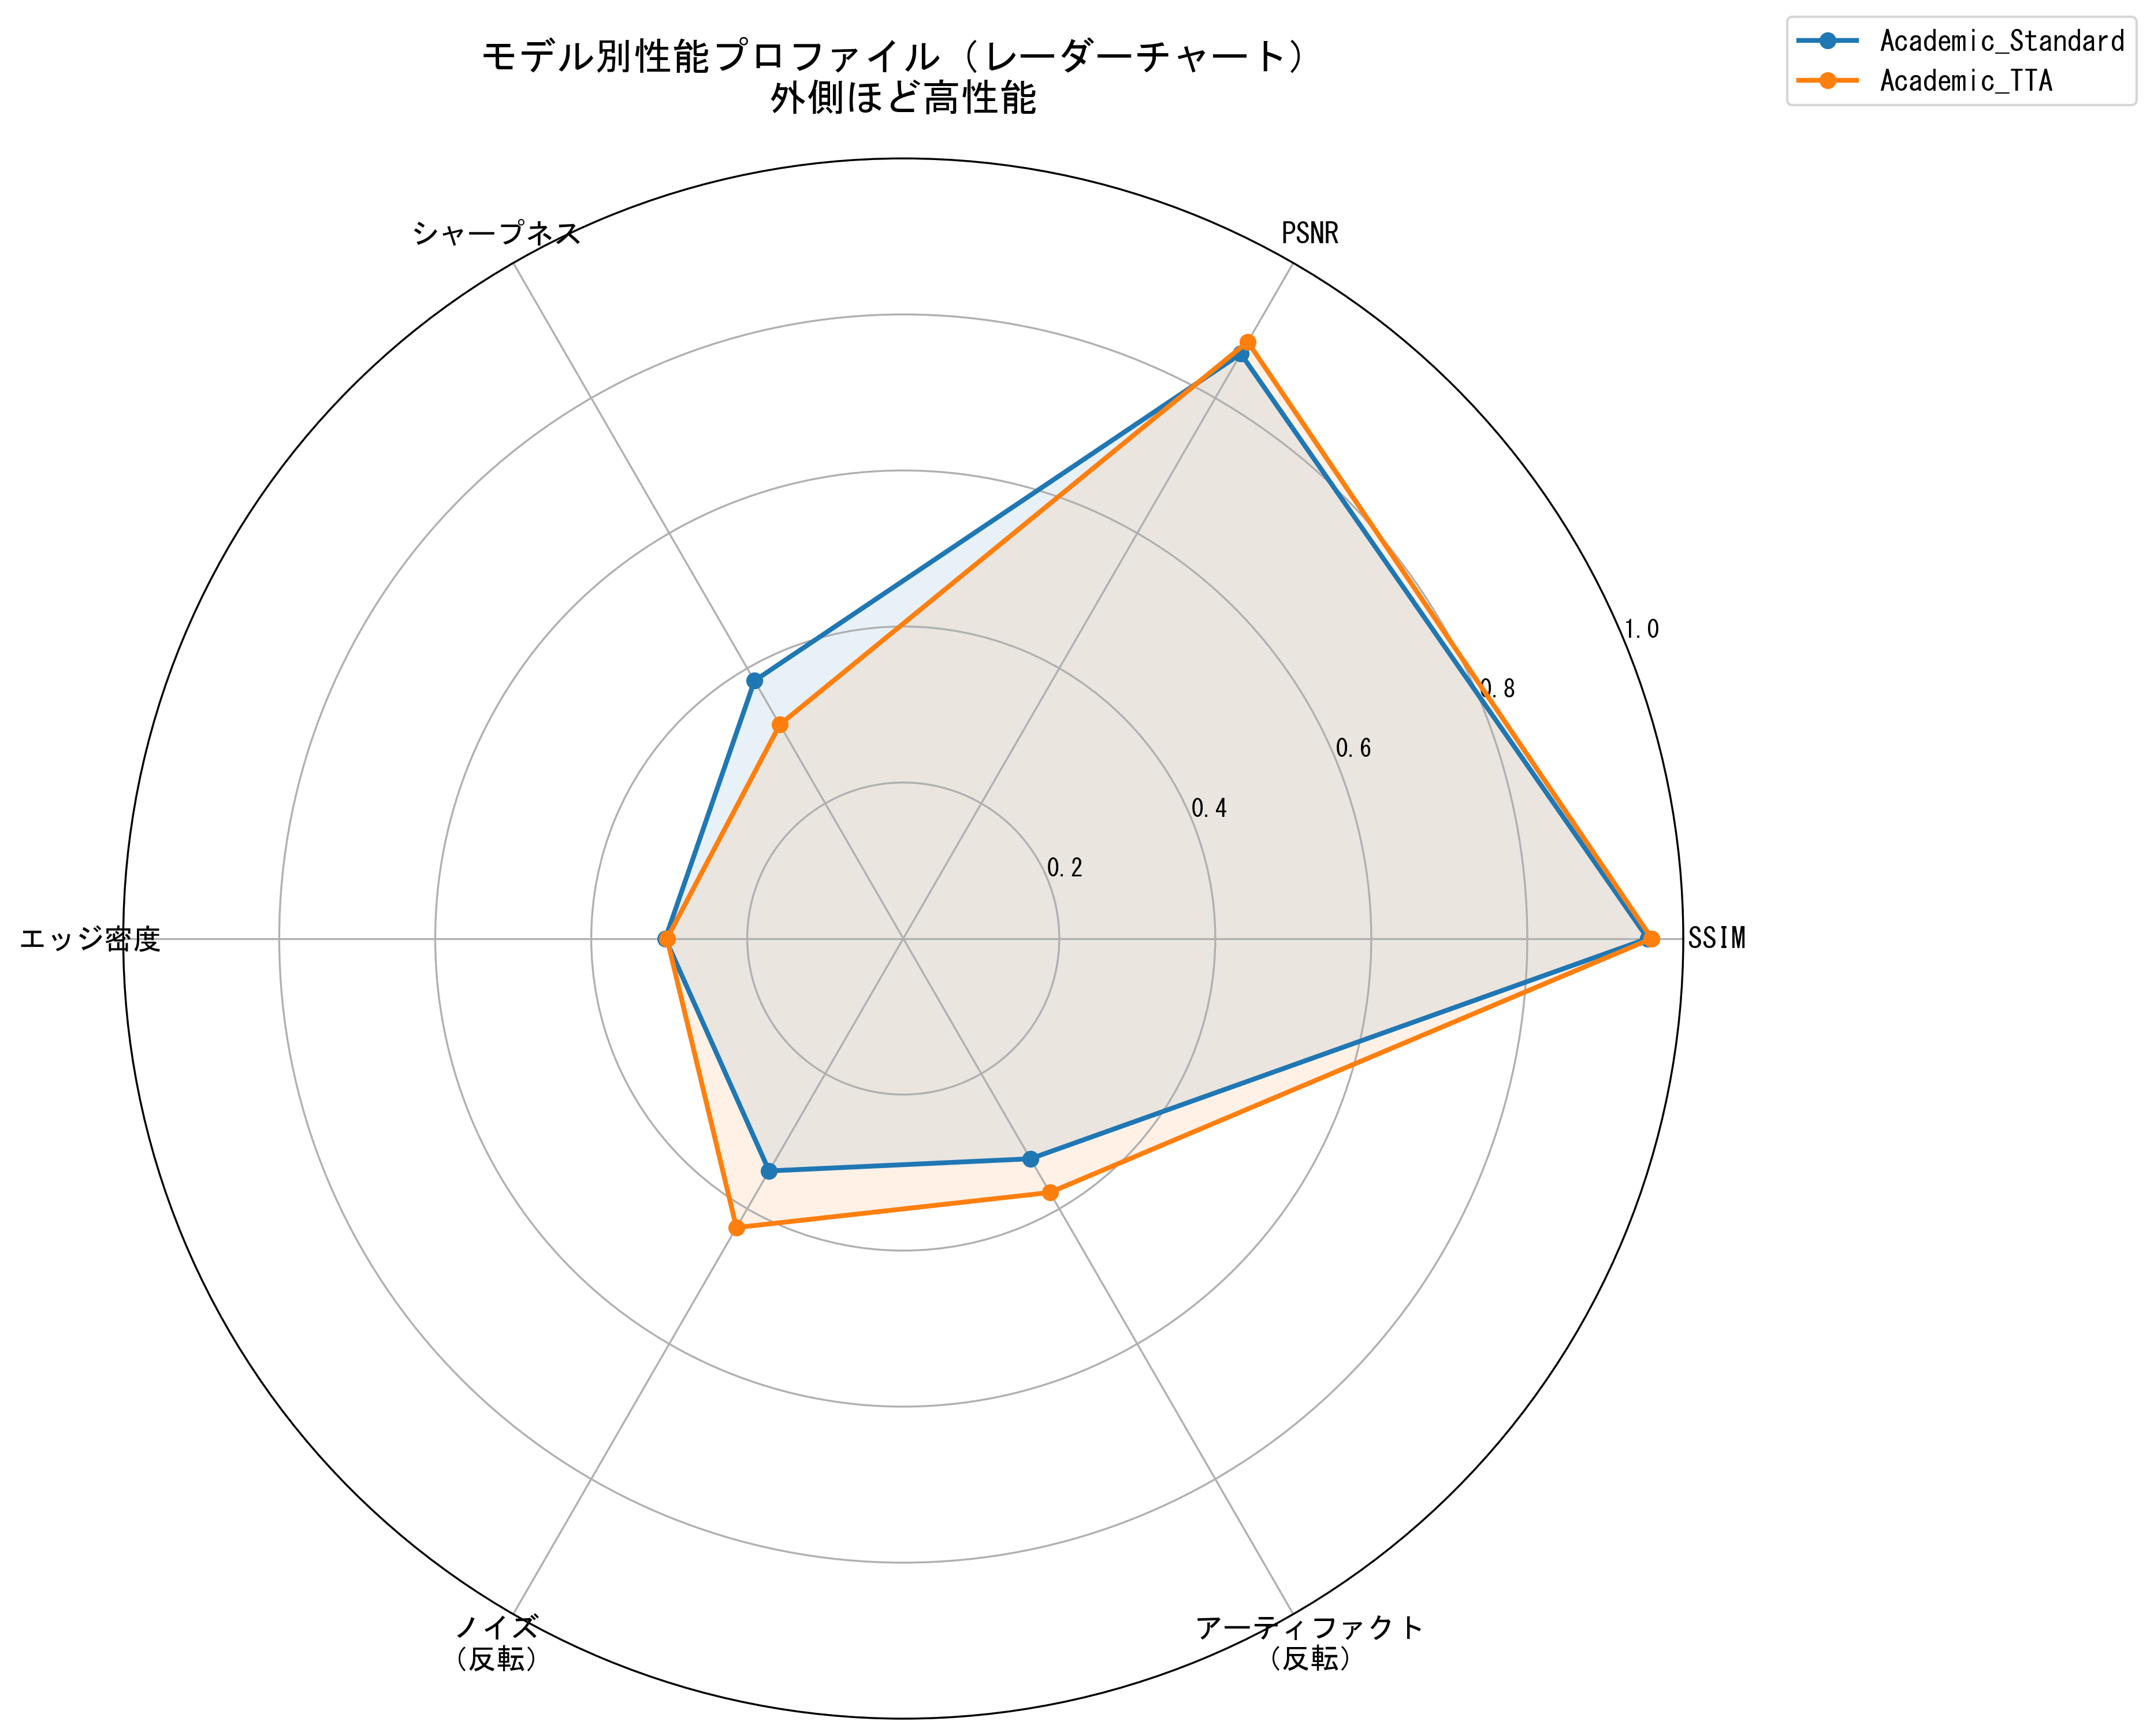 モデル別性能プロファイル（レーダーチャート）
外側ほど高性能
Academic_Standard
Academic_TTA
シャープネス
PSNR
1.0
0.8
0.6
0.4
0.2
エッジ密度
SSIM
ノイズ
（反転）
アーティファクト
（反転）